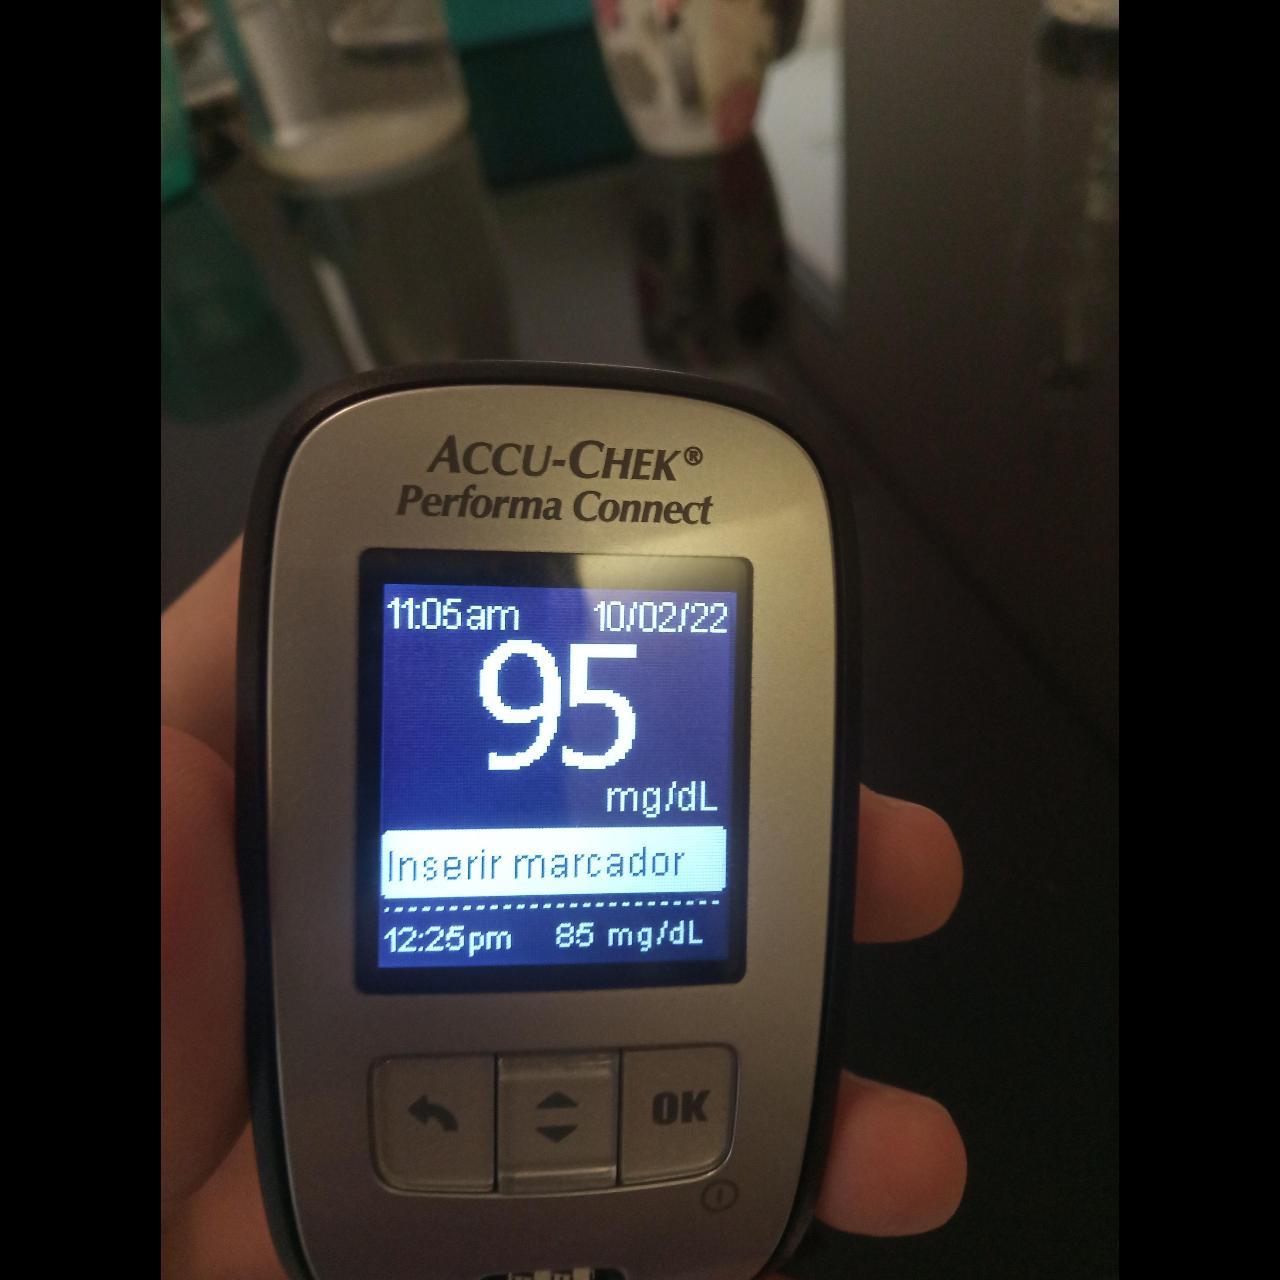 ACCU-CHEK®
Performa Connect
11:05am 10/02/22
95
mg/dL
Inserir marcador
12:25pm 85 mg/dL
OK